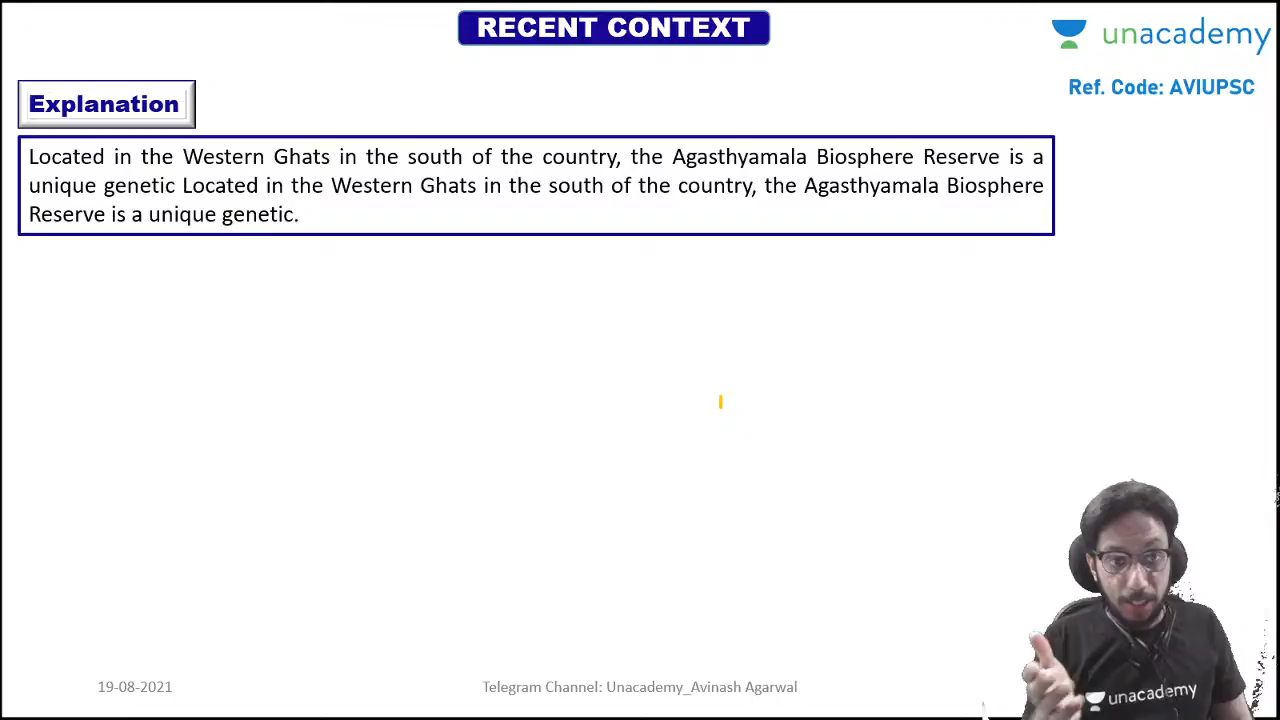 RECENT CONTEXT
unacademy
Ref. Code: AVIUPSC
Explanation
Located in the Western Ghats in the south of the country, the Agasthyamala Biosphere Reserve is a
unique genetic Located in the Western Ghats in the south of the country, the Agasthyamala Biosphere
Reserve is a unique genetic.
unacademy
19-08-2021
Telegram Channel: Unacademy_Avinash Agarwal